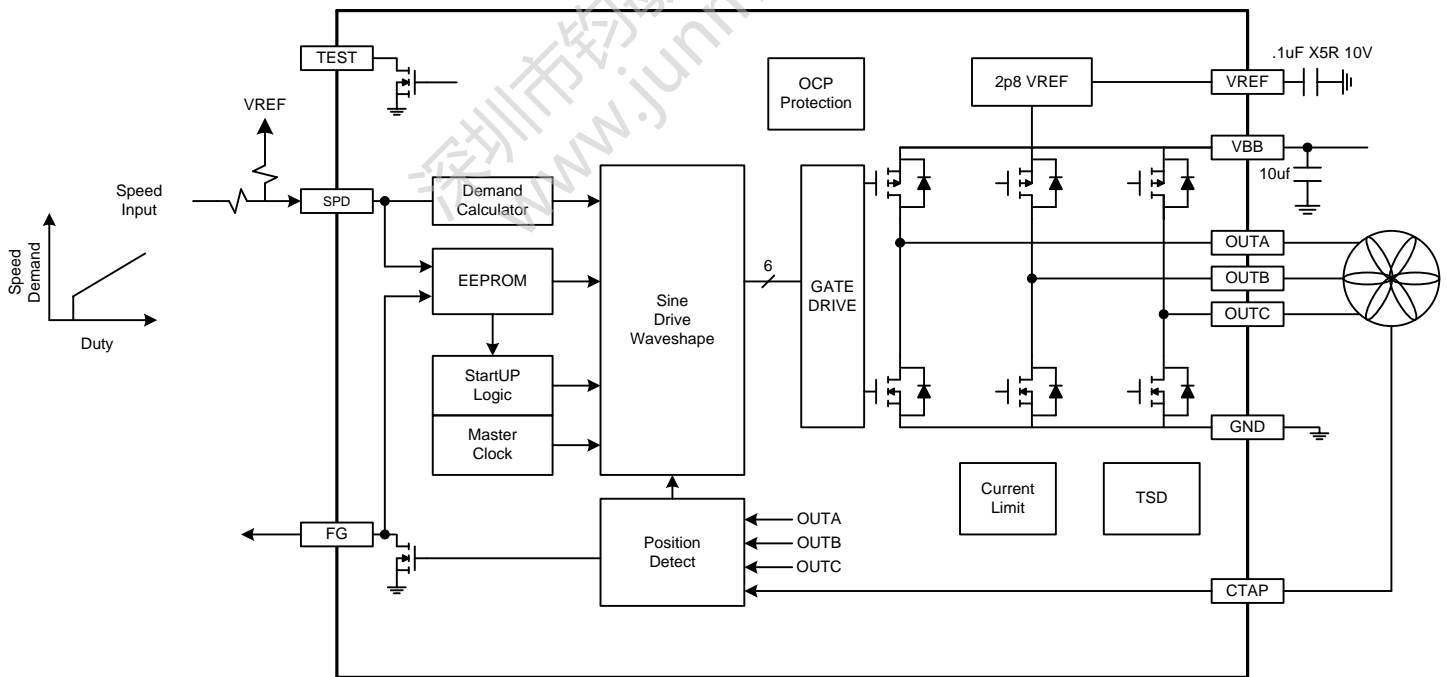 深圳市钧
www.junm
TEST
OCP
Protection
2p8 VREF
.1uF X5R 10V
VREF
VREF
VBB
10uf
Speed
Input
SPD
Demand
Calculator
EEPROM
StartUP
Logic
Master
Clock
Sine
Drive
Waveshape
6
GATE
DRIVE
OUTA
OUTB
OUTC
GND
Speed
Demand
Duty
Current
Limit
TSD
FG
Position
Detect
OUTA
OUTB
OUTC
CTAP